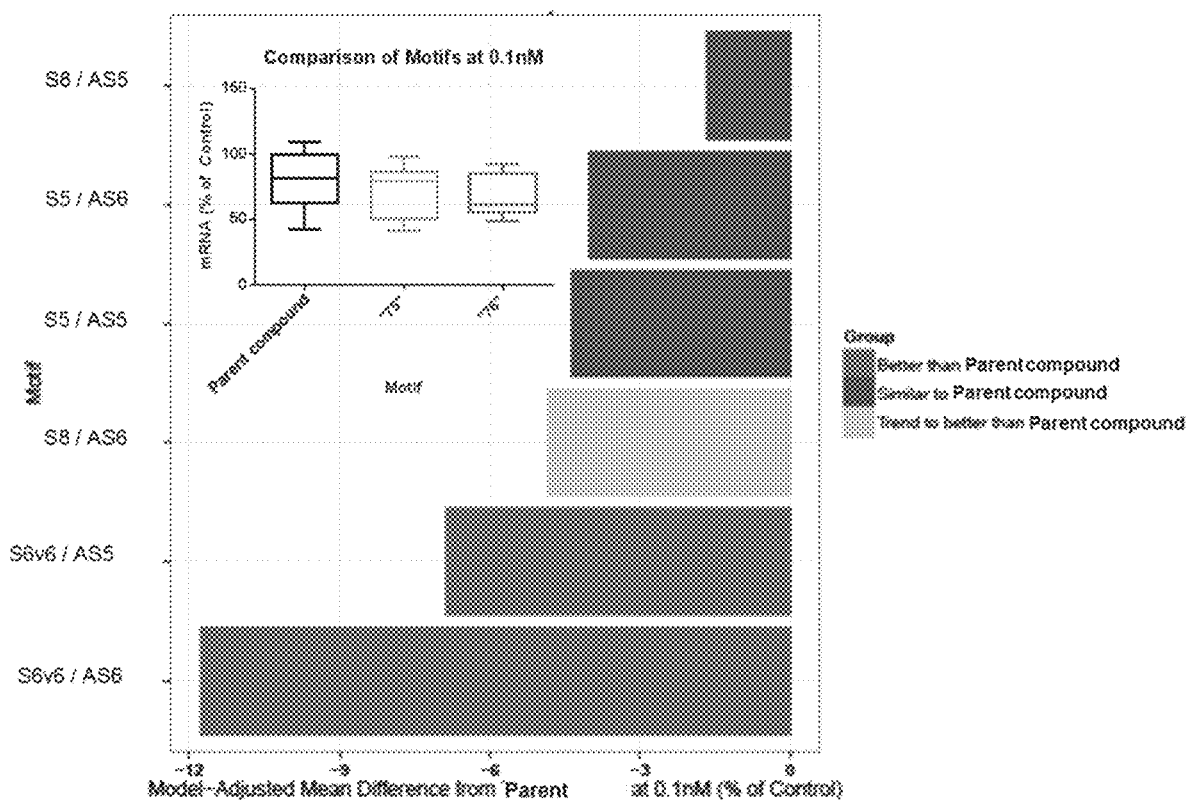 Comparison of Motifs at 0.1nM
mRNA (% of Control)
150
100
50
0
Parent compound
"75"
"76"
Motif
Motif
S8 / AS5
S5 / AS6
S5 / AS5
S8 / AS6
S6v6 / AS5
S6v6 / AS6
-12
-9
-6
-3
0
Model-Adjusted Mean Difference from Parent at 0.1nM (% of Control)
Group
Better than Parent compound
Similar to Parent compound
Trend to better than Parent compound